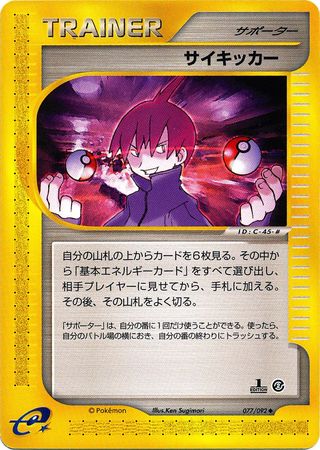 TRAINER サポーター
サイキッカー
ID:C-45-#
自分の山札の上からカードを6枚見る。その中
から「基本エネルギーカード」をすべて選び出し、
相手プレイヤーに見せてから、手札に加える。
その後、その山札をよく切る。
「サポーター」は、自分の番に1回だけ使うことができる。使ったら、
自分のバトル場の横におき、自分の番の終わりにトラッシュする。
1
EDITION
e
©Pokémon Illus.Ken Sugimori 077/092◆